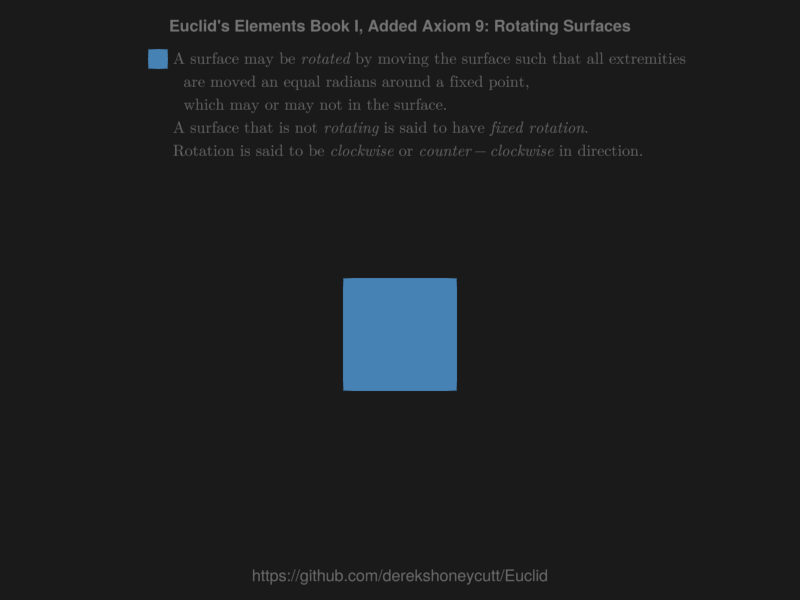 Euclid's Elements Book I, Added Axiom 9: Rotating Surfaces
A surface may be rotated by moving the surface such that all extremities
are moved an equal radians around a fixed point,
which may or may not in the surface.
A surface that is not rotating is said to have fixed rotation.
Rotation is said to be clockwise or counter − clockwise in direction.
https://github.com/derekshoneycutt/Euclid